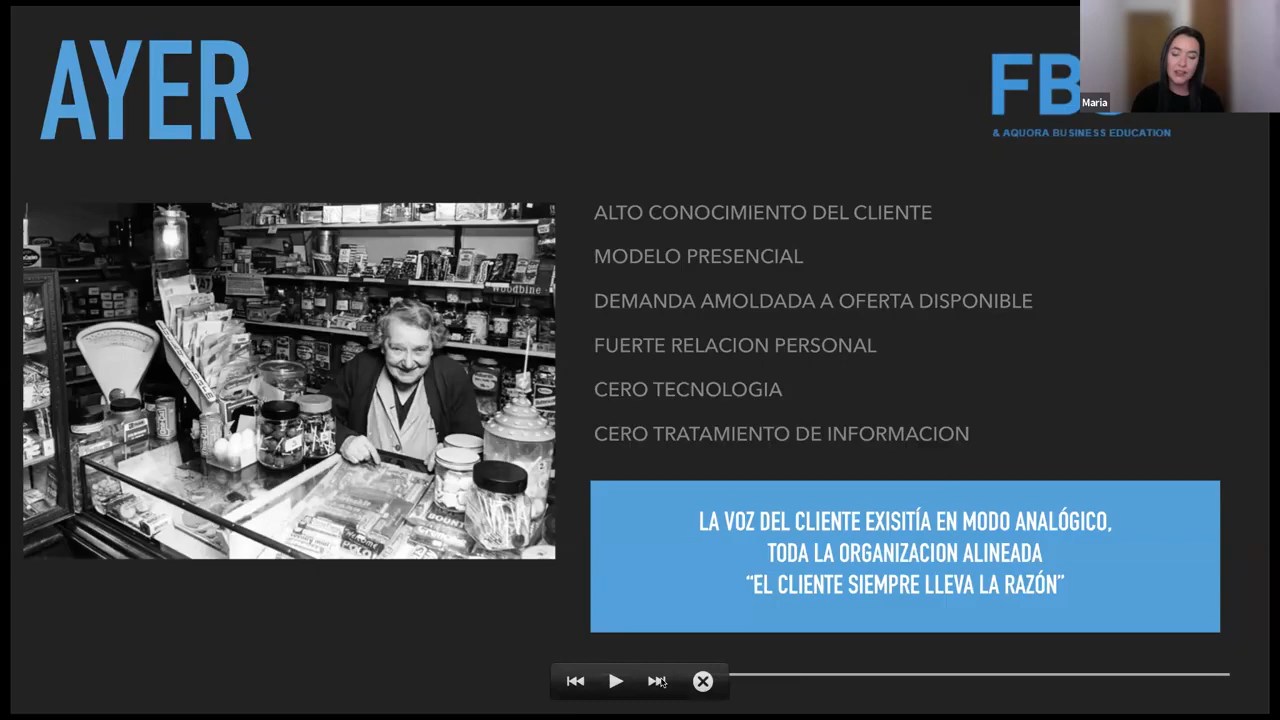 AYER
FB
& AQUORA BUSINESS EDUCATION
Maria
ALTO CONOCIMIENTO DEL CLIENTE
MODELO PRESENCIAL
DEMANDA AMOLDADA A OFERTA DISPONIBLE
FUERTE RELACION PERSONAL
CERO TECNOLOGIA
CERO TRATAMIENTO DE INFORMACION
Woodbine
BOUNT
LA VOZ DEL CLIENTE EXISITÍA EN MODO ANALÓGICO,
TODA LA ORGANIZACION ALINEADA
“EL CLIENTE SIEMPRE LLEVA LA RAZÓN”